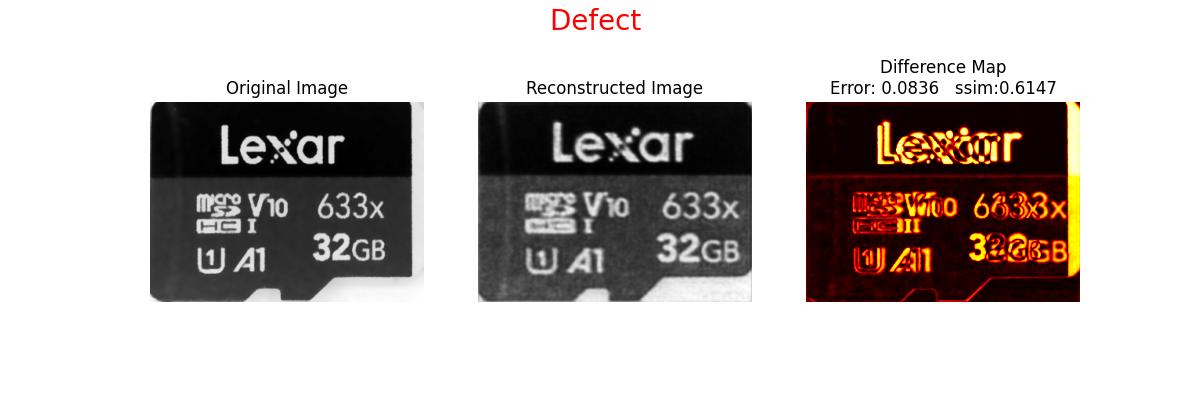 Defect
Original Image
Lexar
micro SD HC I V10 633x
U1 A1 32GB
Reconstructed Image
Lexar
micro SD HC I V10 633x
U1 A1 32GB
Difference Map
Error: 0.0836 ssim:0.6147
Lexar